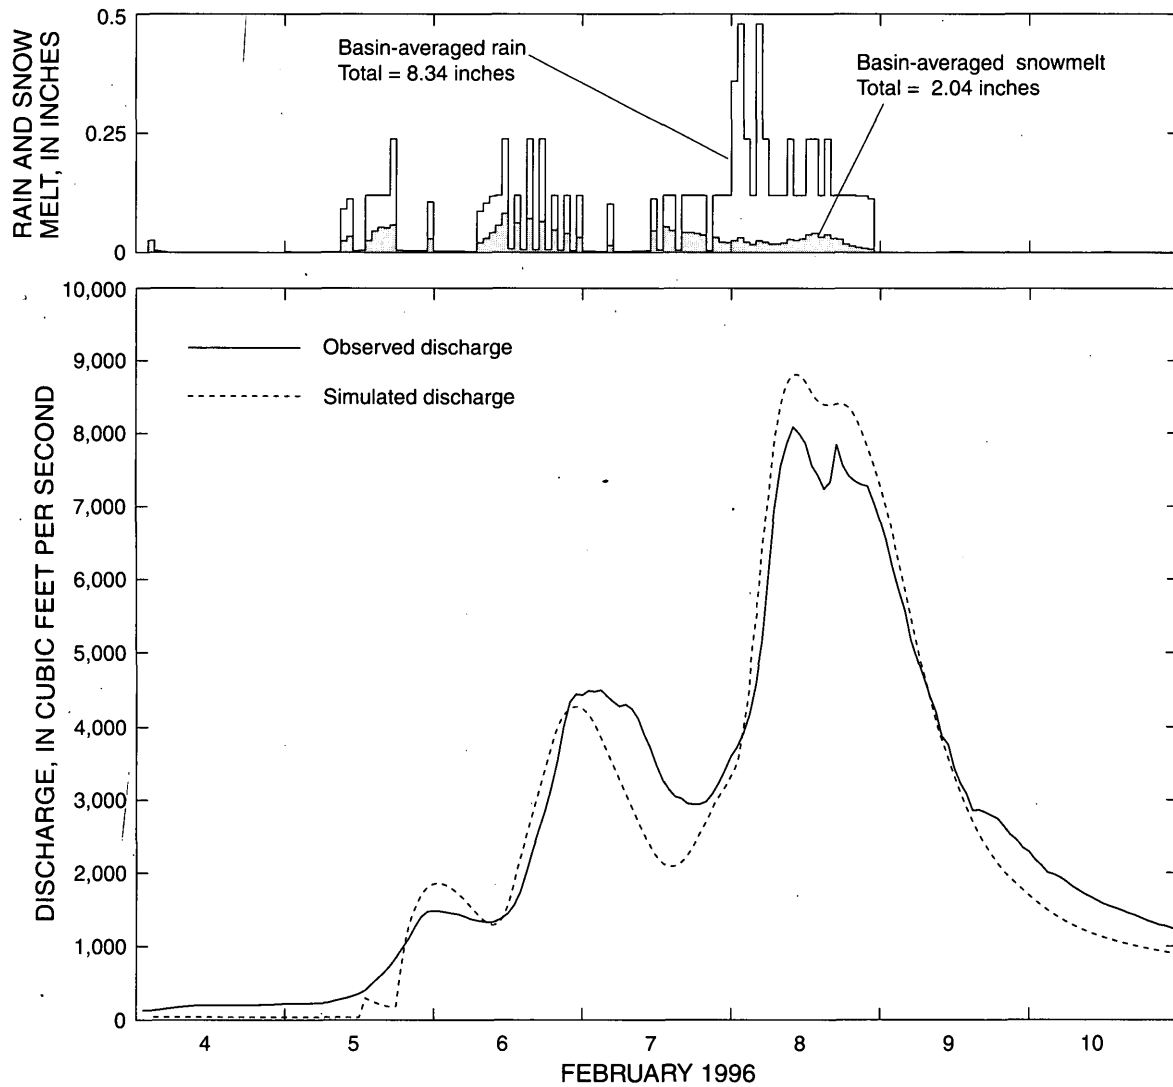 RAIN AND SNOW
MELT, IN INCHES
0.5
0.25
0
Basin-averaged rain
Total = 8.34 inches
Basin-averaged snowmelt
Total = 2.04 inches
DISCHARGE, IN CUBIC FEET PER SECOND
10,000
9,000
8,000
7,000
6,000
5,000
4,000
3,000
2,000
1,000
0
Observed discharge
Simulated discharge
4 5 6 7 8 9 10
FEBRUARY 1996